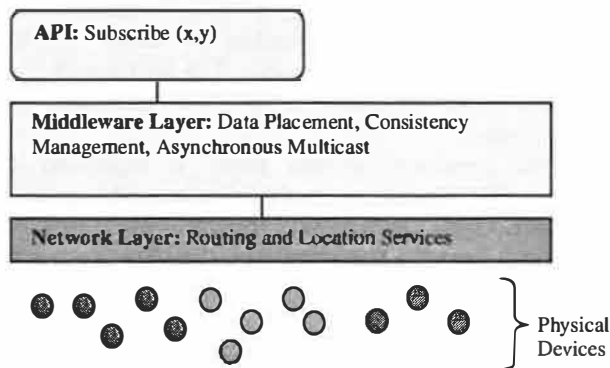 API: Subscribe (x,y)
Middleware Layer: Data Placement, Consistency
Management, Asynchronous Multicast
Network Layer: Routing and Location Services
Physical
Devices